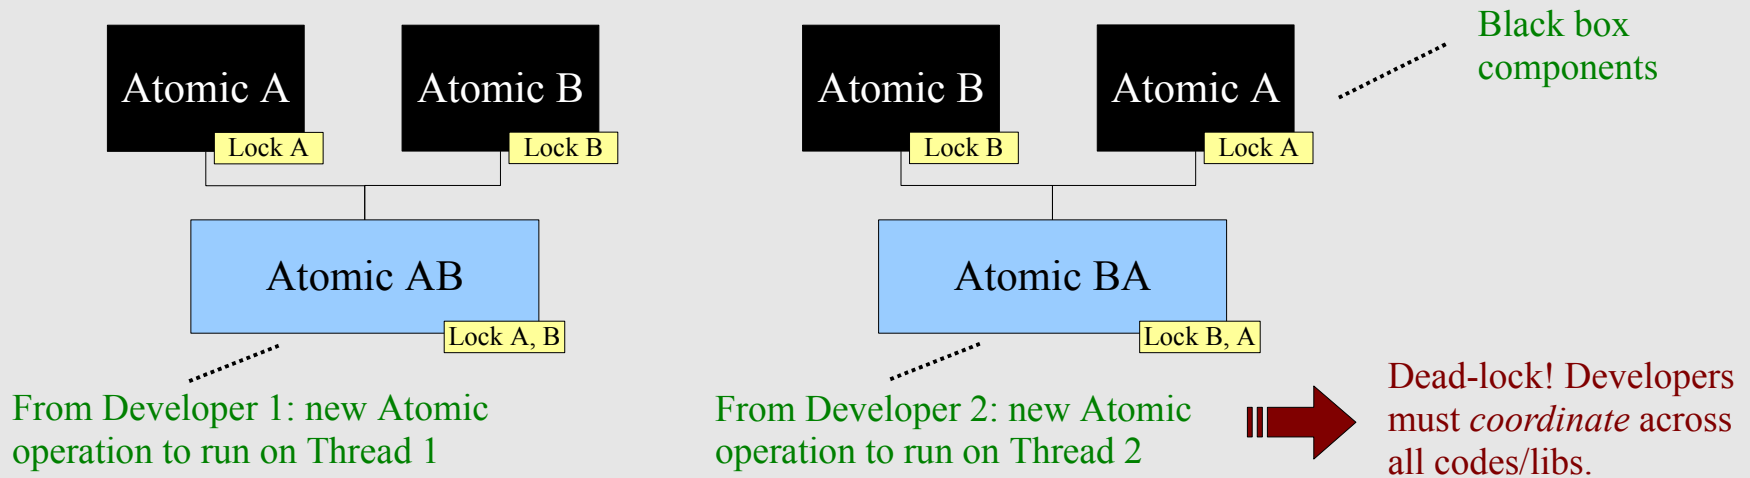 Atomic A
Lock A
Atomic B
Lock B
Atomic AB
Lock A, B
From Developer 1: new Atomic
operation to run on Thread 1
Atomic B
Lock B
Atomic A
Lock A
Black box
components
Atomic BA
Lock B, A
From Developer 2: new Atomic
operation to run on Thread 2
Dead-lock! Developers
must coordinate across
all codes/libs.